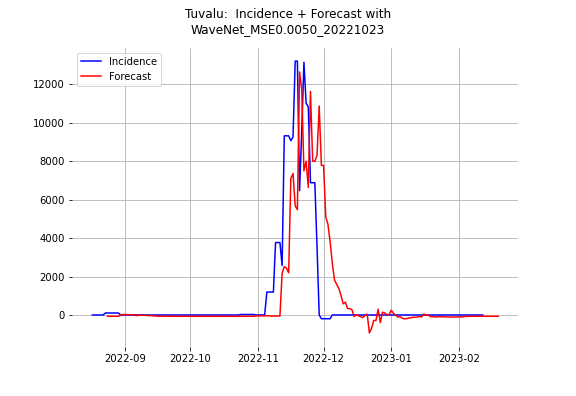 Tuvalu:  Incidence + Forecast with
WaveNet_MSE0.0050_20221023
Incidence
Forecast
12000
10000
8000
6000
4000
2000
0
2022-09 2022-10 2022-11 2022-12 2023-01 2023-02